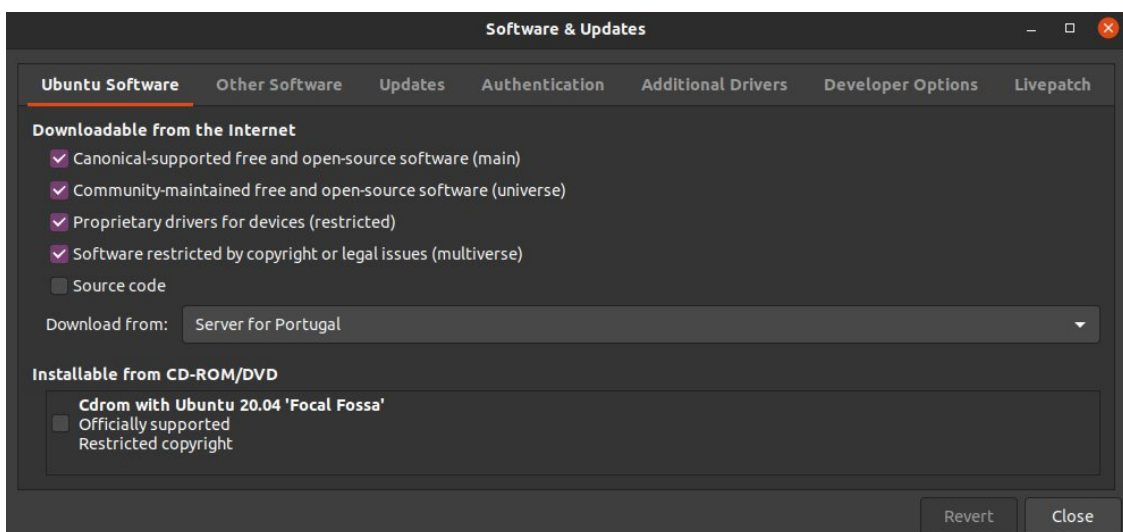 Software & Updates
Ubuntu Software Other Software Updates Authentication Additional Drivers Developer Options Livepatch
Downloadable from the Internet
Canonical-supported free and open-source software (main)
Community-maintained free and open-source software (universe)
Proprietary drivers for devices (restricted)
Software restricted by copyright or legal issues (multiverse)
Source code
Download from: Server for Portugal
Installable from CD-ROM/DVD
Cdrom with Ubuntu 20.04 'Focal Fossa'
Officially supported
Restricted copyright
Revert Close